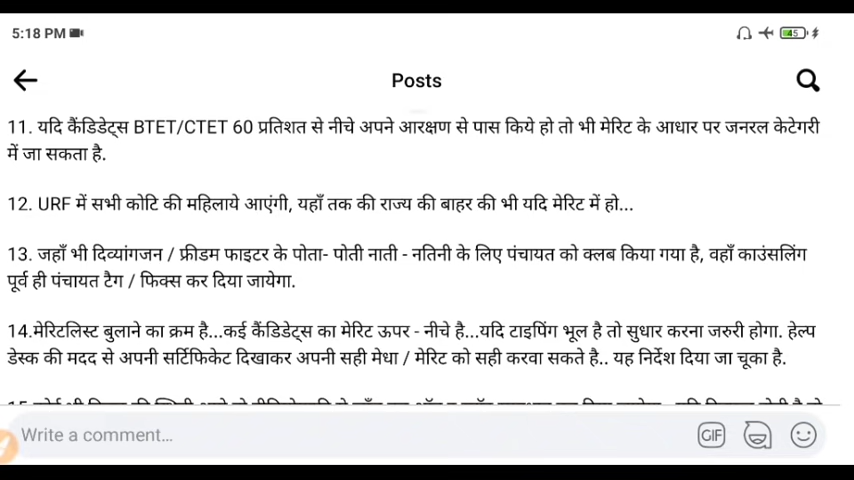 5:18 PM
45
Posts
11. यदि कैंडिडेट्स BTET/CTET 60 प्रतिशत से नीचे अपने आरक्षण से पास किये हो तो भी मेरिट के आधार पर जनरल केटेगरी
में जा सकता है.
12. URF में सभी कोटि की महिलाये आएंगी, यहाँ तक की राज्य की बाहर की भी यदि मेरिट में हो...
13. जहाँ भी दिव्यांगजन / फ्रीडम फाइटर के पोता- पोती नाती - नतिनी के लिए पंचायत को क्लब किया गया है, वहाँ काउंसलिंग
पूर्व ही पंचायत टैग / फिक्स कर दिया जायेगा.
14.मेरिटलिस्ट बुलाने का क्रम है...कई कैंडिडेट्स का मेरिट ऊपर - नीचे है...यदि टाइपिंग भूल है तो सुधार करना जरुरी होगा. हेल्प
डेस्क की मदद से अपनी सर्टिफिकेट दिखाकर अपनी सही मेधा / मेरिट को सही करवा सकते है.. यह निर्देश दिया जा चूका है.
Write a comment...
GIF